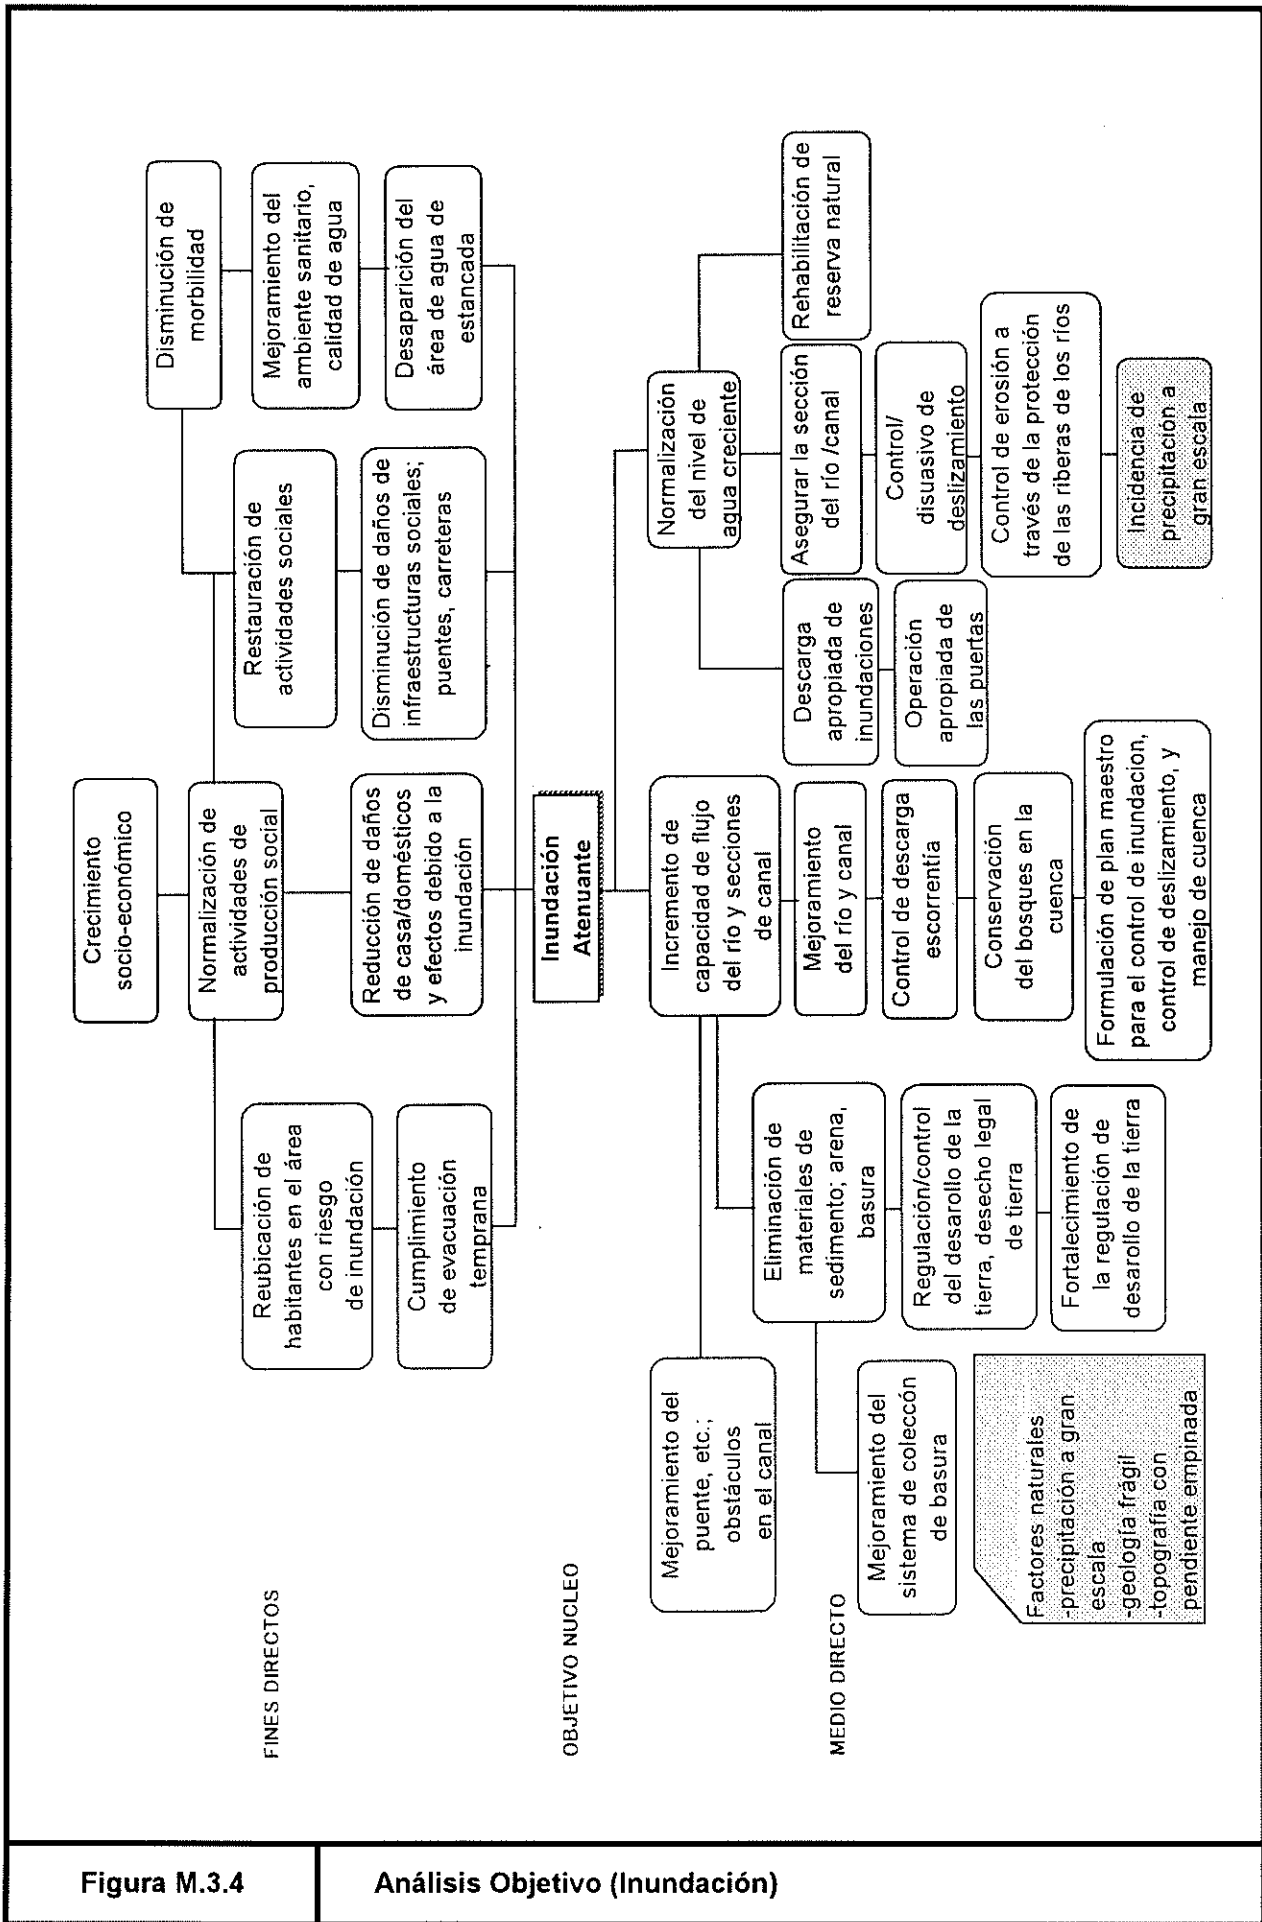 Crecimiento
socio-económico
Normalización de
actividades de
producción social
Disminución de
morbilidad
Reubicación de
habitantes en el área
con riesgo
de inundación
Restauración de
actividades sociales
Mejoramiento del
ambiente sanitario,
calidad de agua
FINES DIRECTOS
Cumplimiento
de evacuación
temprana
Reducción de daños
de casa/domésticos
y efectos debido a la
inundación
Disminución de daños de
infraestructuras sociales;
puentes, carreteras
Desaparición del
área de agua de
estancada
OBJETIVO NUCLEO
Inundación
Atenuante
Mejoramiento del
puente, etc.;
obstáculos
en el canal
Incremento de
capacidad de flujo
del río y secciones
de canal
Normalización
del nivel de
agua creciente
MEDIO DIRECTO
Eliminación de
materiales de
sedimento; arena,
basura
Mejoramiento
del río y canal
Descarga
apropiada de
inundaciones
Asegurar la sección
del río /canal
Rehabilitación de
reserva natural
Mejoramiento del
sistema de coleccón
de basura
Regulación/control
del desarollo de la
tierra, desecho legal
de tierra
Control de descarga
escorrentía
Operación
apropiada de
las puertas
Control/
disuasivo de
deslizamiento
Factores naturales
-precipitación a gran
escala
-geología frágil
-topografía con
pendiente empinada
Fortalecimiento de
la regulación de
desarollo de la tierra
Conservación
del bosques en la
cuenca
Control de erosión a
través de la protección
de las riberas de los ríos
Formulación de plan maestro
para el control de inundacion,
control de deslizamiento, y
manejo de cuenca
Incidencia de
precipitación a
gran escala
Figura M.3.4
Análisis Objetivo (Inundación)